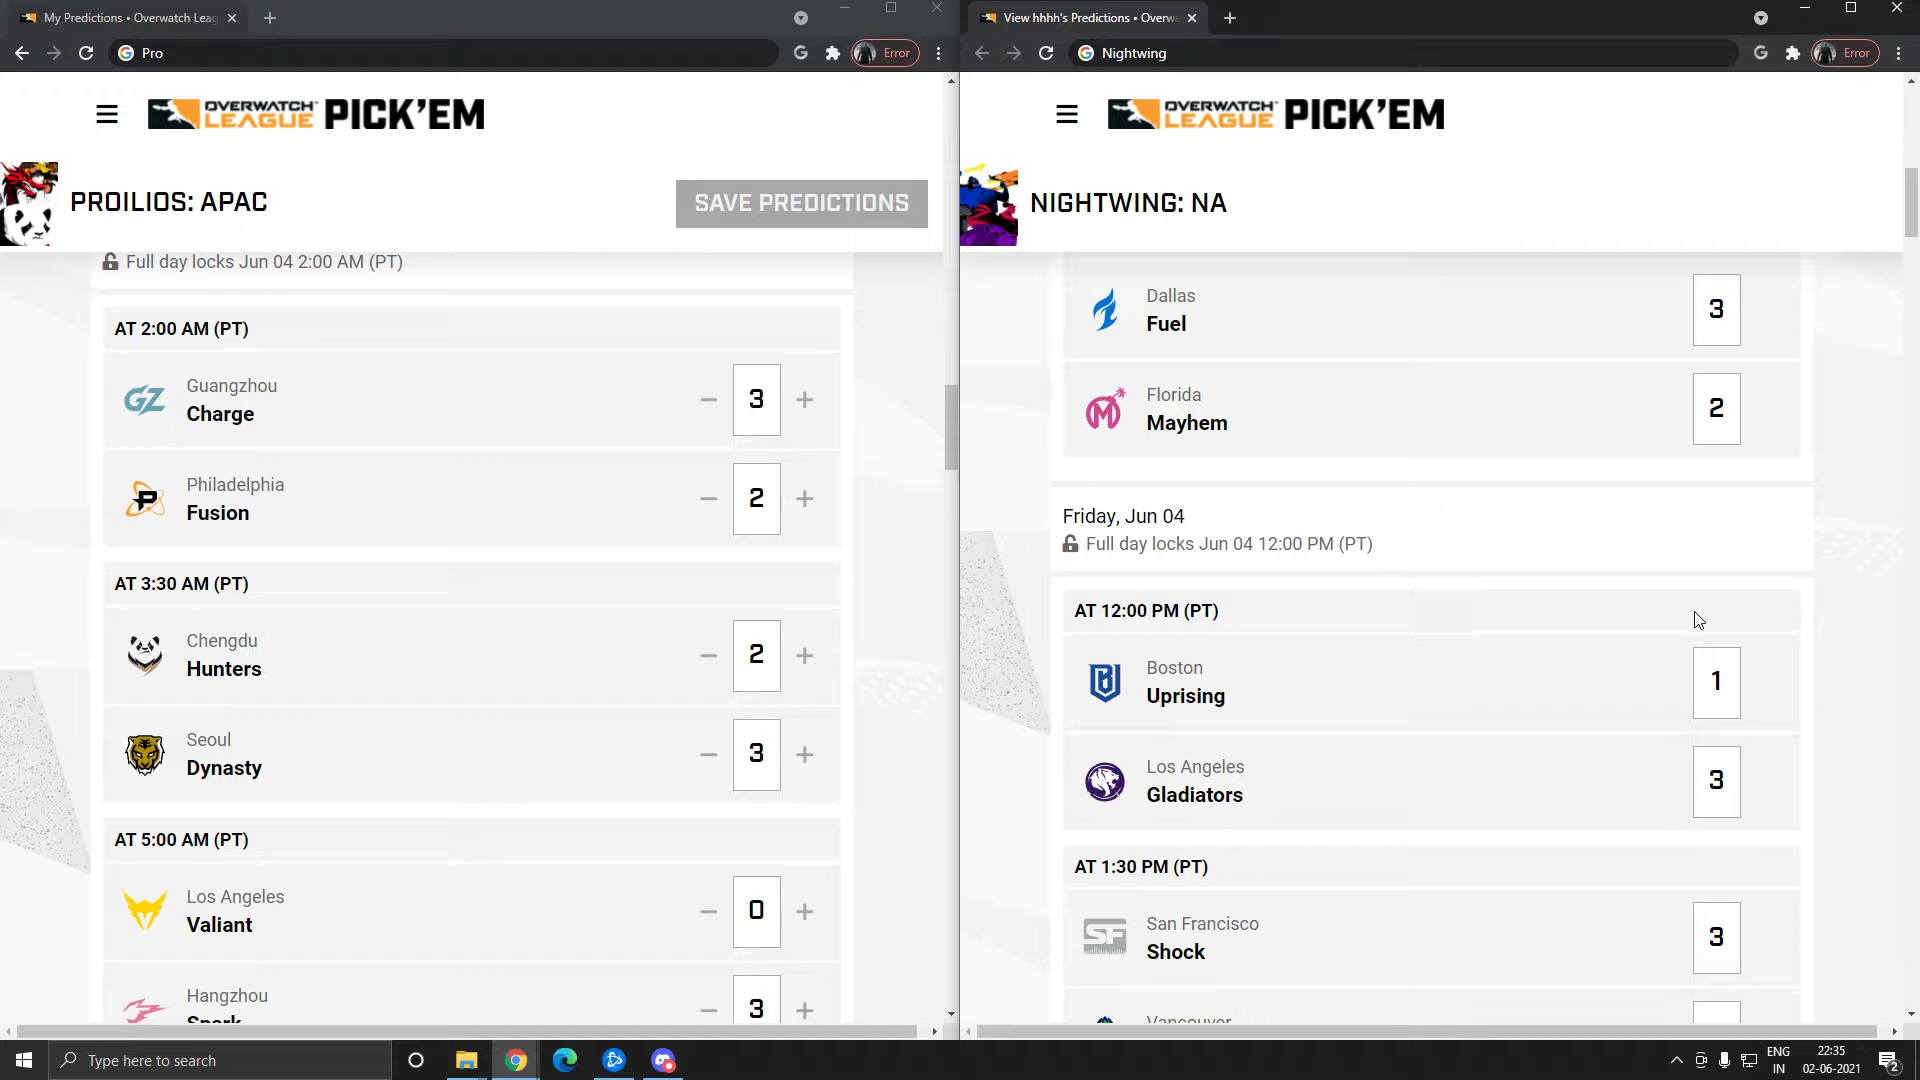 My Predictions • Overwatch Leag
Pro
Error
OVERWATCH
LEAGUE
PICK'EM
PROILIOS: APAC
SAVE PREDICTIONS
Full day locks Jun 04 2:00 AM (PT)
AT 2:00 AM (PT)
Guangzhou
Charge
3
Philadelphia
Fusion
2
AT 3:30 AM (PT)
Chengdu
Hunters
2
Seoul
Dynasty
3
AT 5:00 AM (PT)
Los Angeles
Valiant
0
Hangzhou
Spark
3
View hhhh's Predictions • Overw
Nightwing
Error
OVERWATCH
LEAGUE
PICK'EM
NIGHTWING: NA
Dallas
Fuel
3
Florida
Mayhem
2
Friday, Jun 04
Full day locks Jun 04 12:00 PM (PT)
AT 12:00 PM (PT)
Boston
Uprising
1
Los Angeles
Gladiators
3
AT 1:30 PM (PT)
San Francisco
Shock
3
Vancouver
Type here to search
ENG
IN
22:35
02-06-2021
2